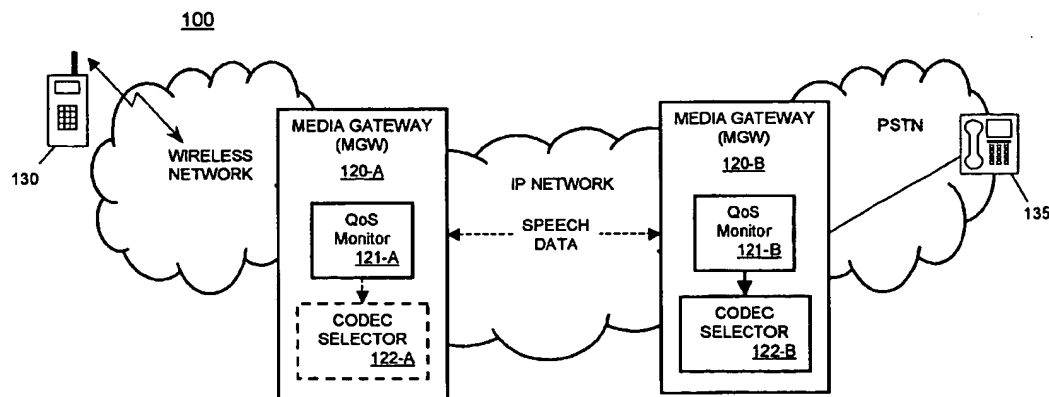 100
130
WIRELESS
NETWORK
MEDIA GATEWAY
(MGW)
120-A
QoS
Monitor
121-A
CODEC
SELECTOR
122-A
IP NETWORK
SPEECH
DATA
MEDIA GATEWAY
(MGW)
120-B
QoS
Monitor
121-B
CODEC
SELECTOR
122-B
PSTN
135